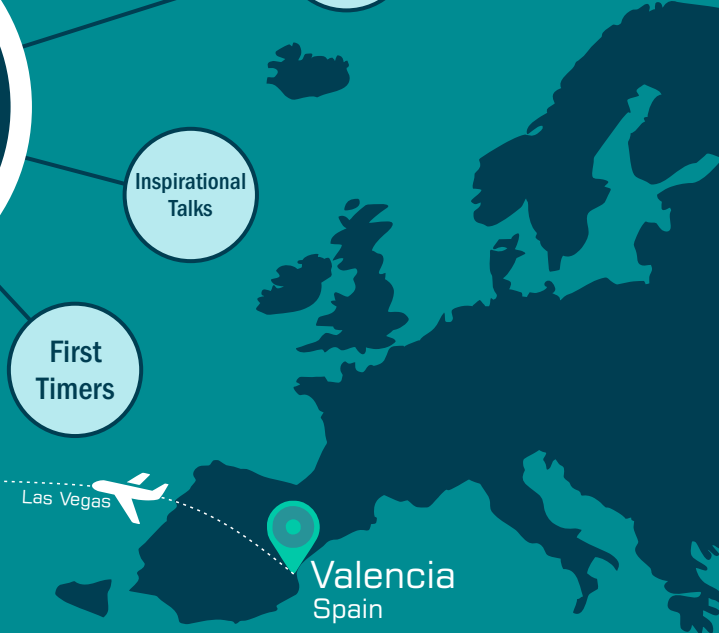 Inspirational
Talks
First
Timers
Las Vegas
Valencia
Spain